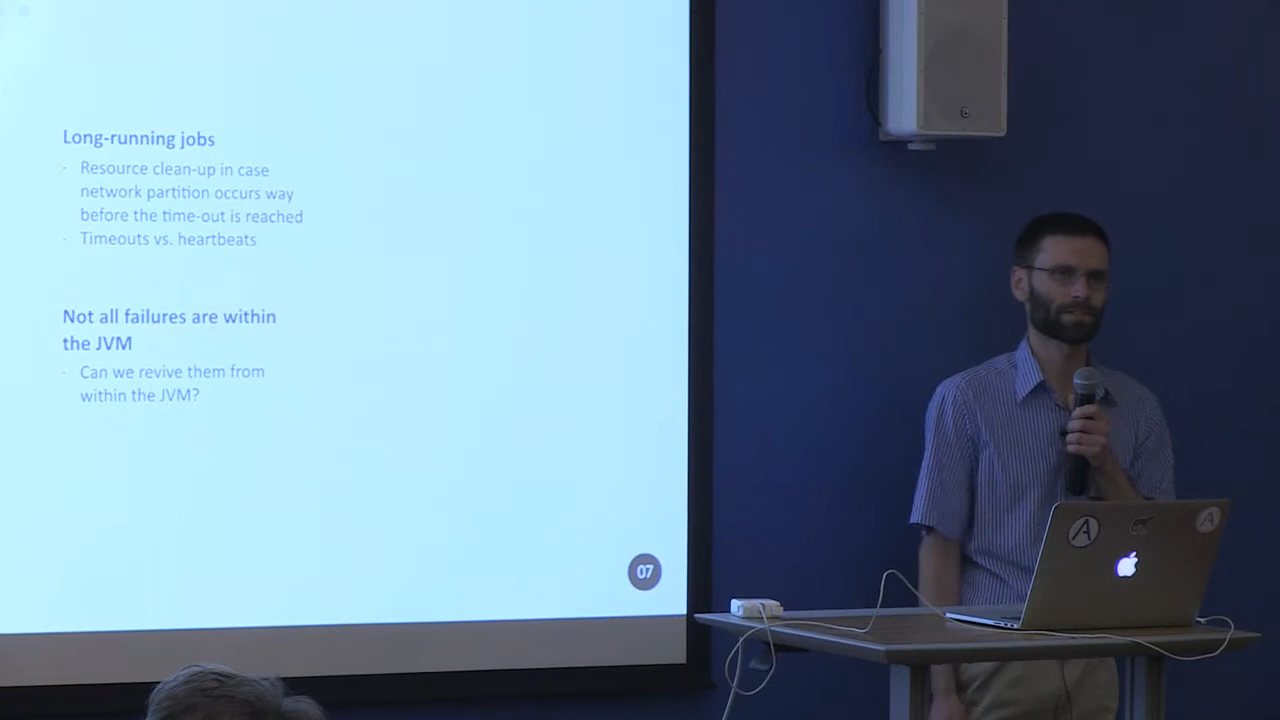 Long-running jobs
- Resource clean-up in case
network partition occurs way
before the time-out is reached
- Timeouts vs. heartbeats
Not all failures are within
the JVM
- Can we revive them from
within the JVM?
07
A
A